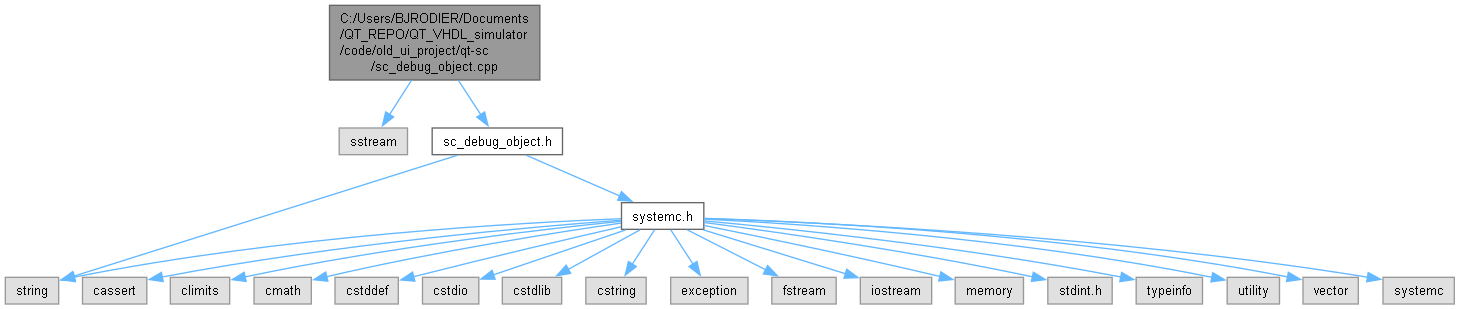 C:/Users/BJRODIER/Documents
/QT_REPO/QT_VHDL_simulator
/code/old_ui_project/qt-sc
/sc_debug_object.cpp
sstream
sc_debug_object.h
systemc.h
string
cassert
climits
cmath
cstddef
cstdio
cstdlib
cstring
exception
fstream
iostream
memory
stdint.h
typeinfo
utility
vector
systemc